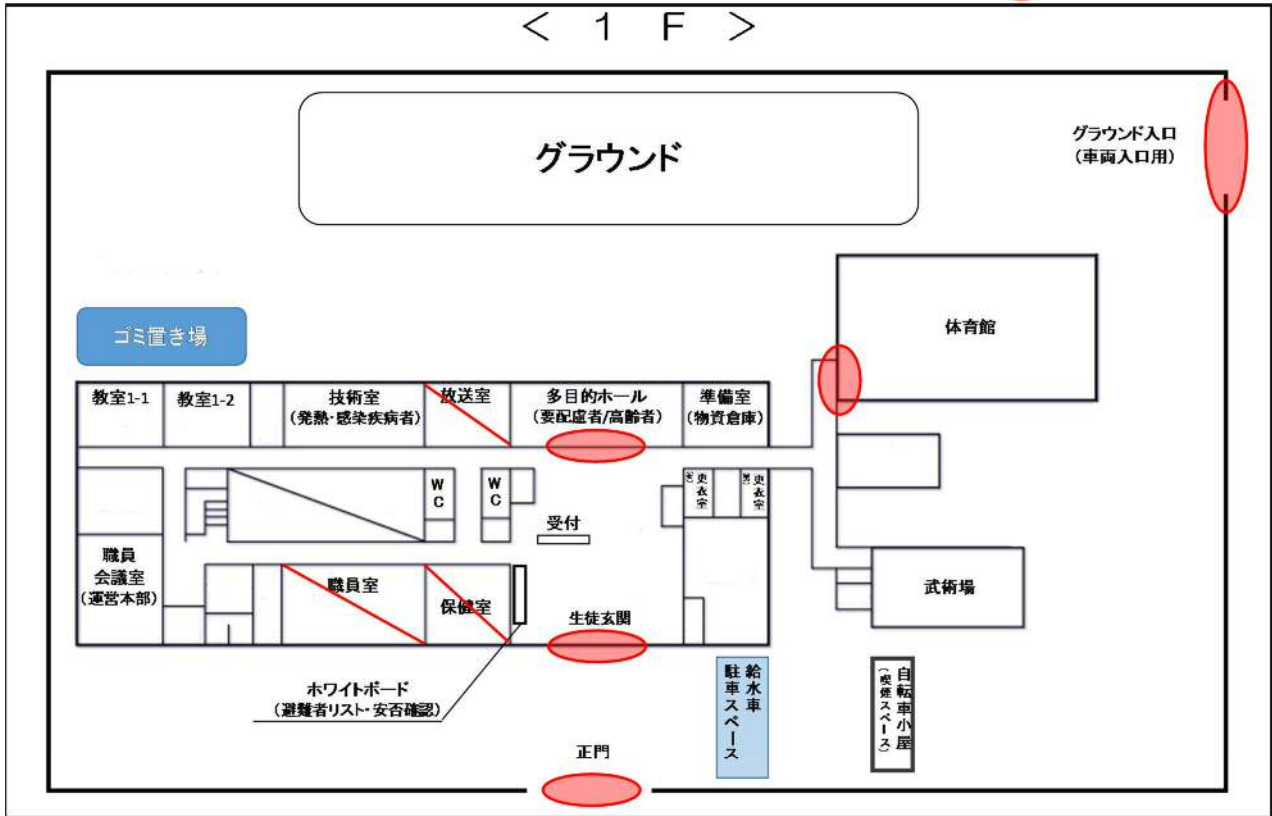 ＜ 1 F ＞
グラウンド
グラウンド入口
(車両入口用)
体育館
ゴミ置き場
教室1-1
教室1-2
技術室
(発熱・感染疾病者)
放送室
多目的ホール
(要配慮者/高齢者)
準備室
(物資倉庫)
WC
WC
更衣室
更衣室
受付
職員
会議室
(運営本部)
職員室
保健室
生徒玄関
武術場
ホワイトボード
(避難者リスト・安否確認)
給水車
駐車スペース
自転車小屋
(喫煙スペース)
正門